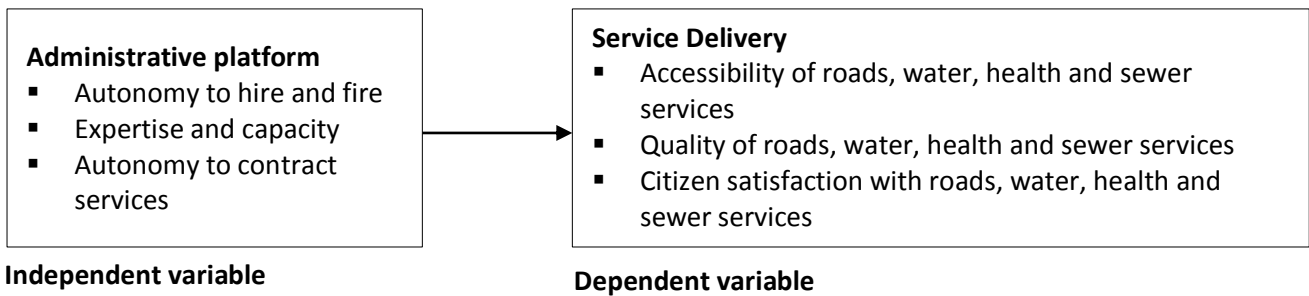 Administrative platform
▪ Autonomy to hire and fire
▪ Expertise and capacity
▪ Autonomy to contract
services
Service Delivery
▪ Accessibility of roads, water, health and sewer
services
▪ Quality of roads, water, health and sewer services
▪ Citizen satisfaction with roads, water, health and
sewer services
Independent variable
Dependent variable